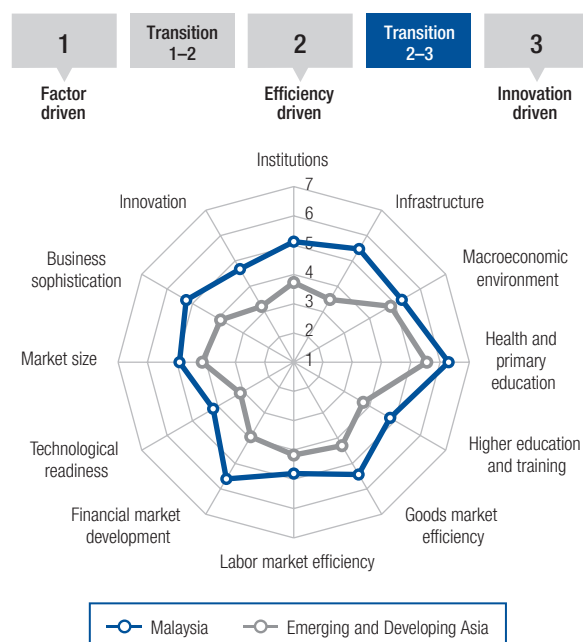 1
Transition
1–2
2
Transition
2–3
3
Factor
driven
Efficiency
driven
Innovation
driven
Institutions
Innovation
Infrastructure
Business
sophistication
Macroeconomic
environment
Market size
Health and
primary
education
Technological
readiness
Higher education
and training
Financial market
development
Goods market
efficiency
Labor market efficiency
7
6
5
4
3
2
1
Malaysia
Emerging and Developing Asia